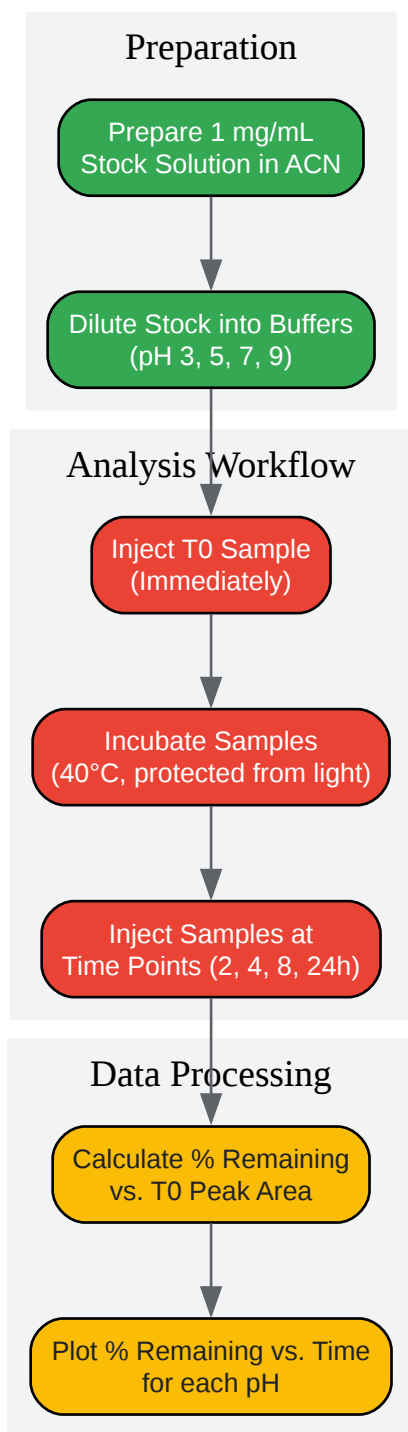 Preparation
Prepare 1 mg/mL
Stock Solution in ACN
Dilute Stock into Buffers
(pH 3, 5, 7, 9)
Analysis Workflow
Inject T0 Sample
(Immediately)
Incubate Samples
(40°C, protected from light)
Inject Samples at
Time Points (2, 4, 8, 24h)
Data Processing
Calculate % Remaining
vs. T0 Peak Area
Plot % Remaining vs. Time
for each pH